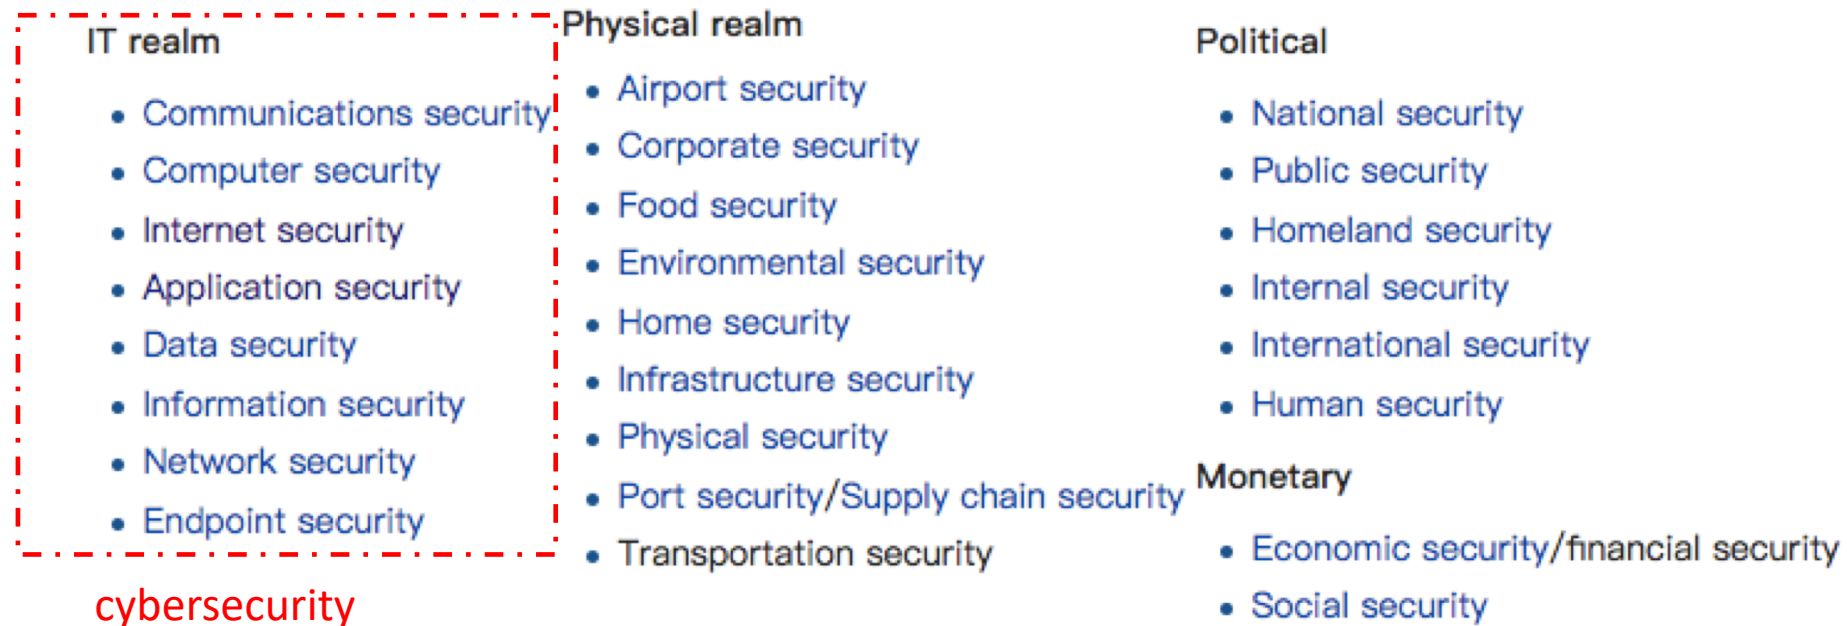 IT realm
• Communications security
• Computer security
• Internet security
• Application security
• Data security
• Information security
• Network security
• Endpoint security
cybersecurity
Physical realm
• Airport security
• Corporate security
• Food security
• Environmental security
• Home security
• Infrastructure security
• Physical security
• Port security/Supply chain security
• Transportation security
Political
• National security
• Public security
• Homeland security
• Internal security
• International security
• Human security
Monetary
• Economic security/financial security
• Social security